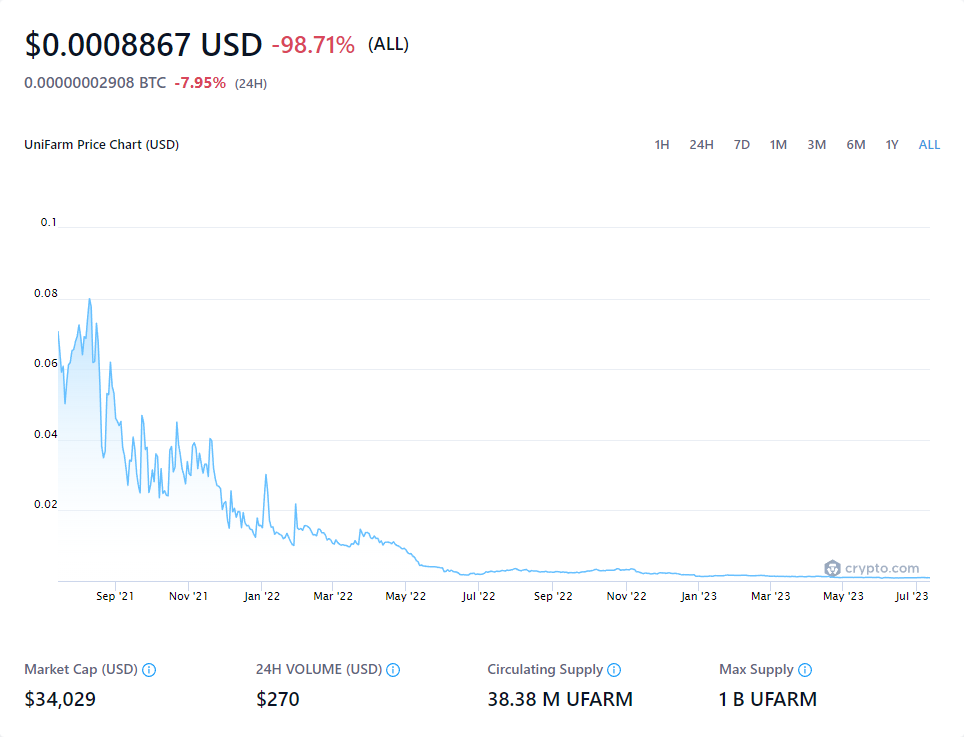 $0.0008867 USD -98.71% (ALL)
0.00000002908 BTC -7.95% (24H)
UniFarm Price Chart (USD) 1H 24H 7D 1M 3M 6M 1Y ALL
0.1
0.08
0.06
0.04
0.02
crypto.com
Sep '21 Nov '21 Jan '22 Mar '22 May '22 Jul '22 Sep '22 Nov '22 Jan '23 Mar '23 May '23 Jul '23
Market Cap (USD) 24H VOLUME (USD) Circulating Supply Max Supply
$34,029 $270 38.38 M UFARM 1 B UFARM